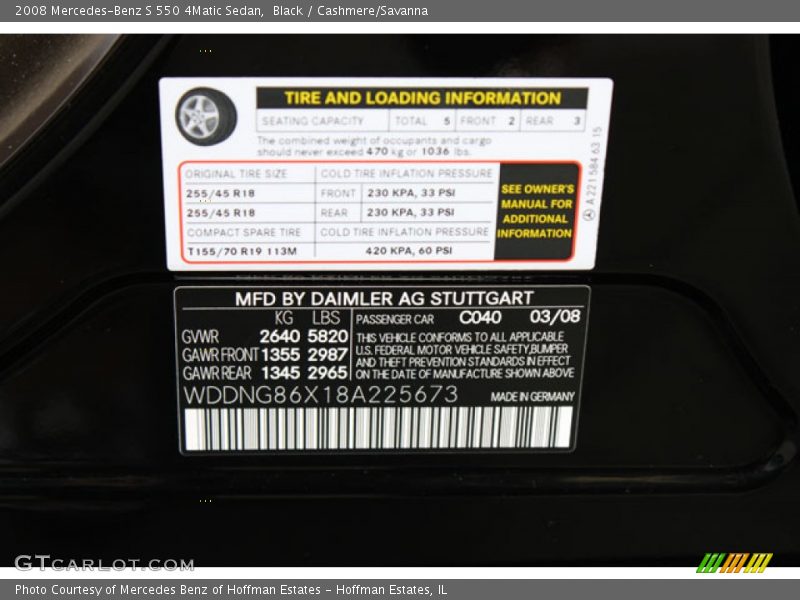 2008 Mercedes-Benz S 550 4Matic Sedan,  Black / Cashmere/Savanna
TIRE AND LOADING INFORMATION
SEATING CAPACITY TOTAL 5 FRONT 2 REAR 3
The combined weight of occupants and cargo
should never exceed 470 kg or 1036 lbs.
ORIGINAL TIRE SIZE COLD TIRE INFLATION PRESSURE
255/45 R18 FRONT 230 KPA, 33 PSI
255/45 R18 REAR 230 KPA, 33 PSI
COMPACT SPARE TIRE COLD TIRE INFLATION PRESSURE
T155/70 R19 113M 420 KPA, 60 PSI
SEE OWNER'S
MANUAL FOR
ADDITIONAL
INFORMATION
A 221 584 63 15
MFD BY DAIMLER AG STUTTGART
KG LBS
GVWR 2640 5820
GAWR FRONT 1355 2987
GAWR REAR 1345 2965
PASSENGER CAR C040 03/08
THIS VEHICLE CONFORMS TO ALL APPLICABLE
U.S. FEDERAL MOTOR VEHICLE SAFETY,BUMPER
AND THEFT PREVENTION STANDARDS IN EFFECT
ON THE DATE OF MANUFACTURE SHOWN ABOVE
WDDNG86X18A225673 MADE IN GERMANY
GTCARLOT.COM
Photo Courtesy of Mercedes Benz of Hoffman Estates - Hoffman Estates, IL